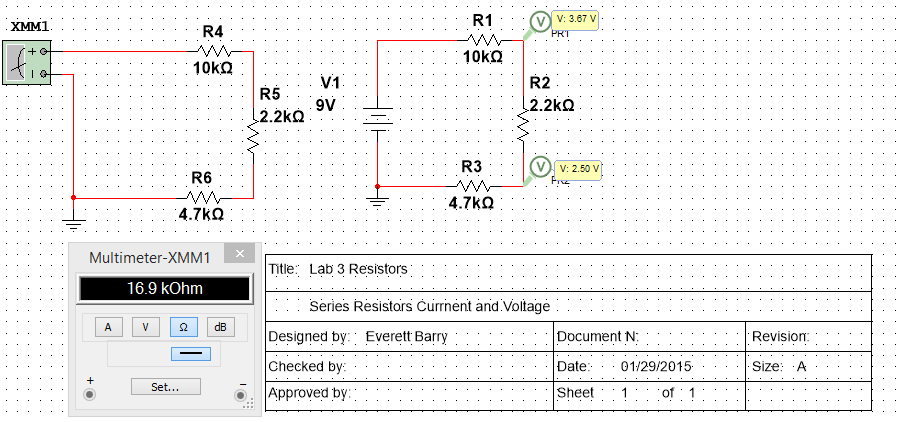 XMM1
R4
10kΩ
R5
2.2kΩ
R6
4.7kΩ
V1
9V
R1
10kΩ
V: 3.67 V
PR1
R2
2.2kΩ
V: 2.50 V
PR2
R3
4.7kΩ
V
V
+
Multimeter-XMM1
×
16.9 kOhm
A V Ω dB
+ Set... −
Title: Lab 3 Resistors
Series Resistors Currnent and Voltage
Designed by: Everett Barry Document N: Revision:
Checked by: Date: 01/29/2015 Size: A
Approved by: Sheet 1 of 1